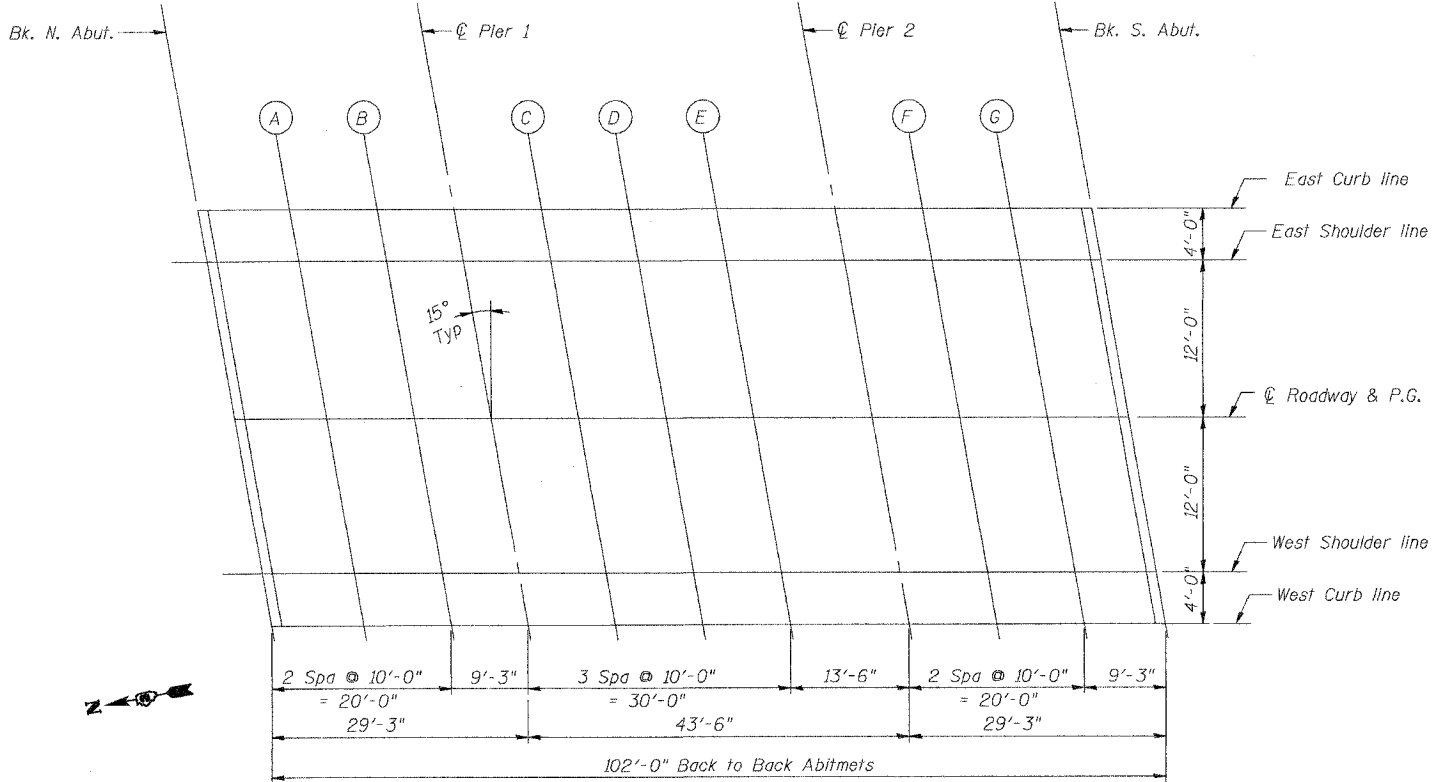 Bk. N. Abut.
℄ Pier 1
℄ Pier 2
Bk. S. Abut.
A
B
C
D
E
F
G
East Curb line
4'-0"
East Shoulder line
15°
Typ
12'-0"
℄ Roadway & P.G.
12'-0"
West Shoulder line
4'-0"
West Curb line
2 Spa @ 10'-0"
= 20'-0"
9'-3"
3 Spa @ 10'-0"
= 30'-0"
13'-6"
2 Spa @ 10'-0"
= 20'-0"
9'-3"
N
29'-3"
43'-6"
29'-3"
102'-0" Back to Back Abitmets